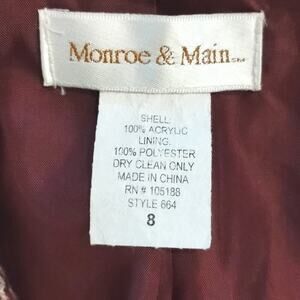 Monroe & Main SM
SHELL:
100% ACRYLIC
LINING:
100% POLYESTER
DRY CLEAN ONLY
MADE IN CHINA
RN # 105188
STYLE 664
8